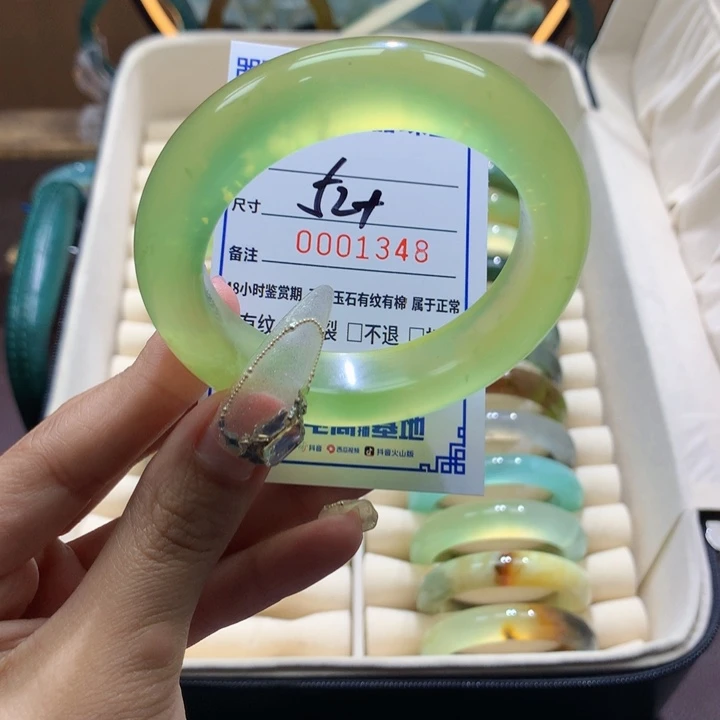 尺寸 52+
备注 0001348
48小时鉴赏期 玉石有纹有棉 属于正常
有纹 裂 □不退 □
基地
抖音 西瓜视频 抖音火山版